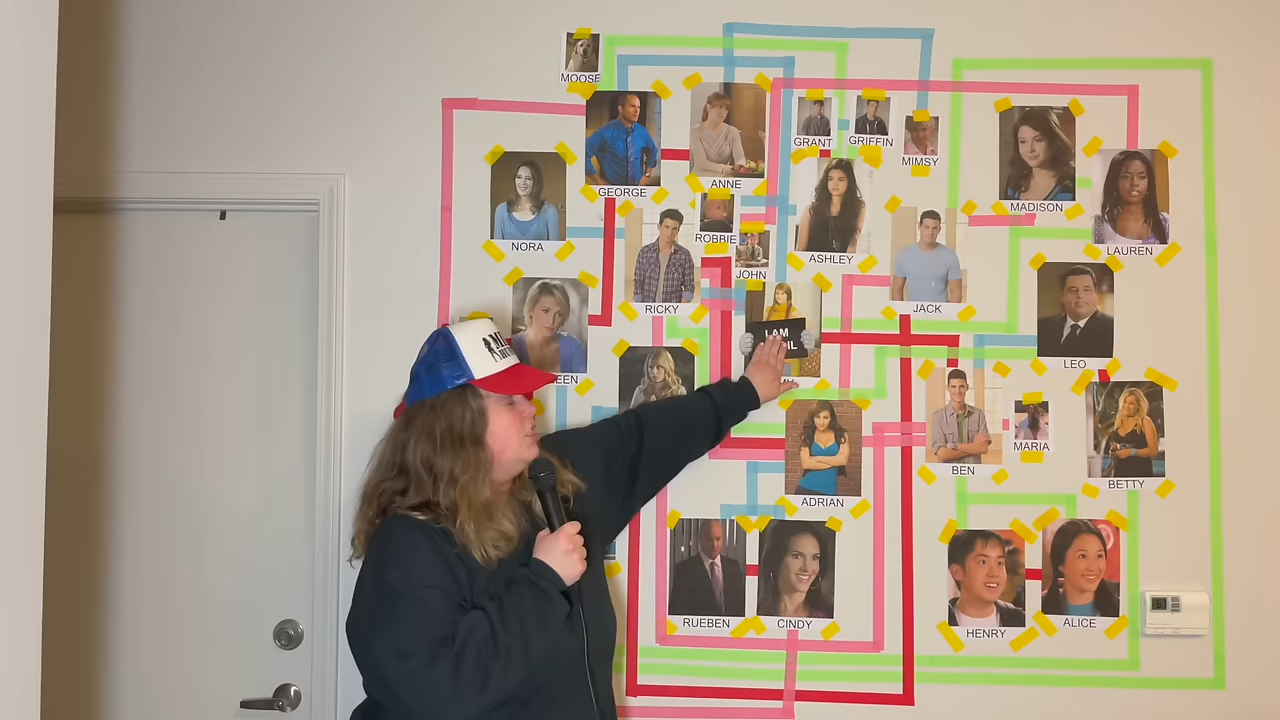 MOOSE
GEORGE
ANNE
GRANT
GRIFFIN
MIMSY
MADISON
NORA
ROBBIE
JOHN
ASHLEY
LAUREN
RICKY
JACK
I AM
LEO
BEN
MARIA
BETTY
ADRIAN
RUEBEN
CINDY
HENRY
ALICE